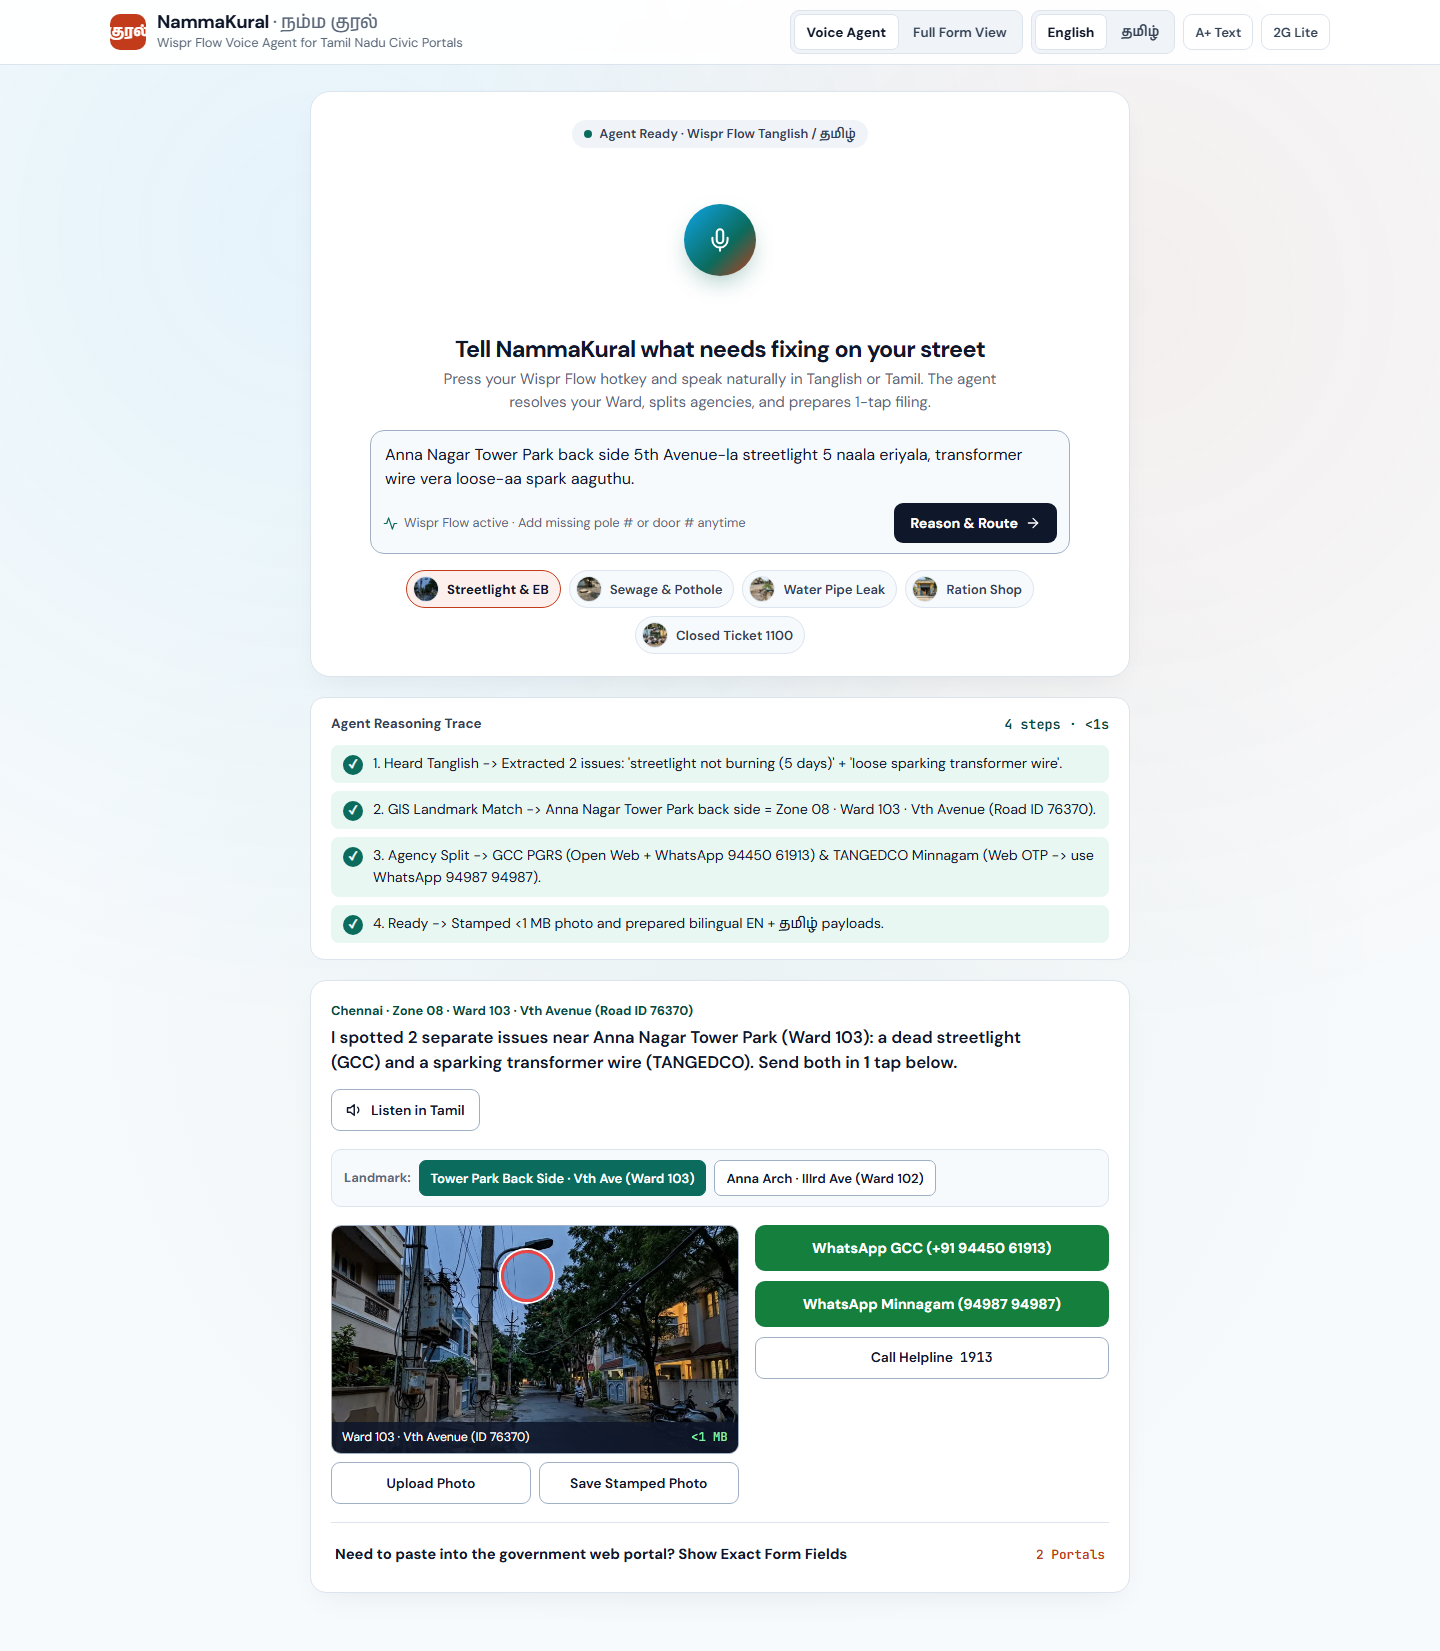 குரல்
NammaKural · நம்ம குரல்
Wispr Flow Voice Agent for Tamil Nadu Civic Portals
Voice Agent
Full Form View
English
தமிழ்
A+ Text
2G Lite
Agent Ready · Wispr Flow Tanglish / தமிழ்
Tell NammaKural what needs fixing on your street
Press your Wispr Flow hotkey and speak naturally in Tanglish or Tamil. The agent
resolves your Ward, splits agencies, and prepares 1-tap filing.
Anna Nagar Tower Park back side 5th Avenue-la streetlight 5 naala eriyala, transformer
wire vera loose-aa spark aaguthu.
Wispr Flow active · Add missing pole # or door # anytime
Reason & Route →
Streetlight & EB
Sewage & Pothole
Water Pipe Leak
Ration Shop
Closed Ticket 1100
Agent Reasoning Trace
4 steps · <1s
1. Heard Tanglish -> Extracted 2 issues: 'streetlight not burning (5 days)' + 'loose sparking transformer wire'.
2. GIS Landmark Match -> Anna Nagar Tower Park back side = Zone 08 · Ward 103 · Vth Avenue (Road ID 76370).
3. Agency Split -> GCC PGRS (Open Web + WhatsApp 94450 61913) & TANGEDCO Minnagam (Web OTP -> use
WhatsApp 94987 94987).
4. Ready -> Stamped <1 MB photo and prepared bilingual EN + தமிழ் payloads.
Chennai · Zone 08 · Ward 103 · Vth Avenue (Road ID 76370)
I spotted 2 separate issues near Anna Nagar Tower Park (Ward 103): a dead streetlight
(GCC) and a sparking transformer wire (TANGEDCO). Send both in 1 tap below.
Listen in Tamil
Landmark:
Tower Park Back Side · Vth Ave (Ward 103)
Anna Arch · IIIrd Ave (Ward 102)
WhatsApp GCC (+91 94450 61913)
WhatsApp Minnagam (94987 94987)
Call Helpline 1913
Ward 103 · Vth Avenue (ID 76370)
<1 MB
Upload Photo
Save Stamped Photo
Need to paste into the government web portal? Show Exact Form Fields
2 Portals